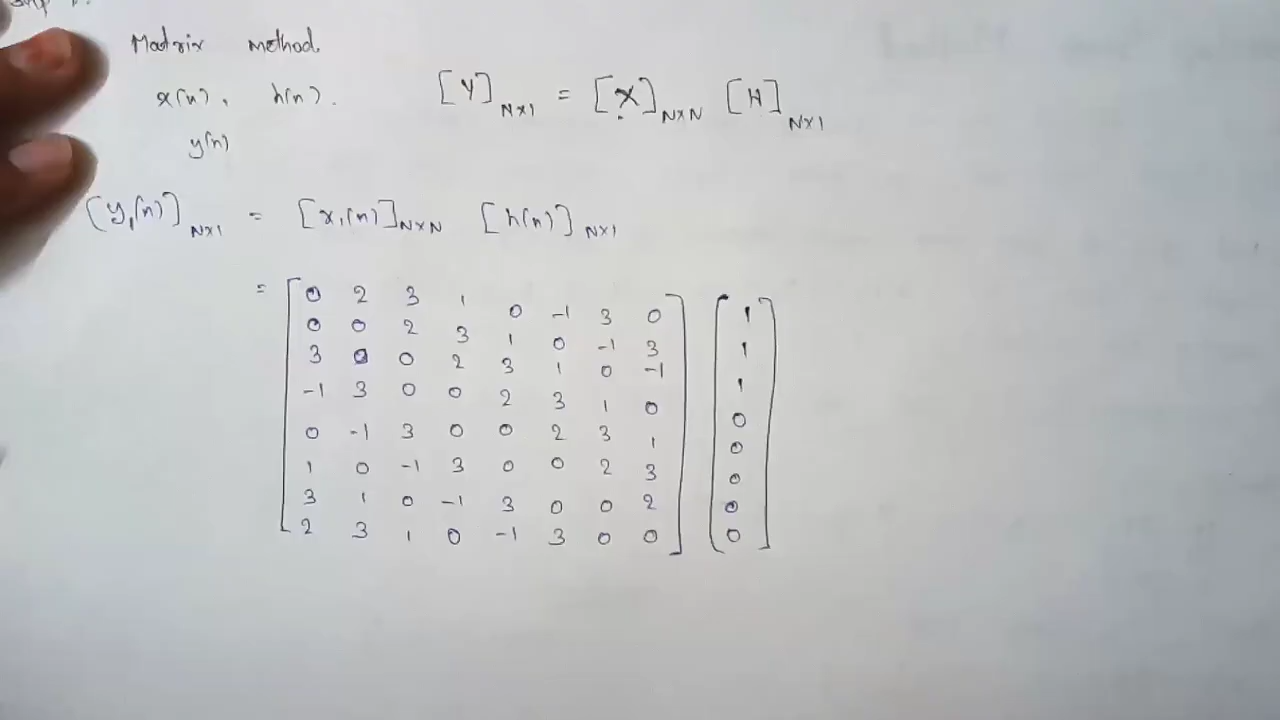 Matrix method.
x(n), h(n). [Y]N×1 = [X]N×N [H]N×1
y(n)
[y₁(n)]N×1 = [x₁(n)]N×N [h(n)]N×1
= 0 2 3 1 0 -1 3 0 1
0 0 2 3 1 0 -1 3 1
3 0 0 2 3 1 0 -1 1
-1 3 0 0 2 3 1 0 0
0 -1 3 0 0 2 3 1 0
1 0 -1 3 0 0 2 3 0
3 1 0 -1 3 0 0 2 0
2 3 1 0 -1 3 0 0 0